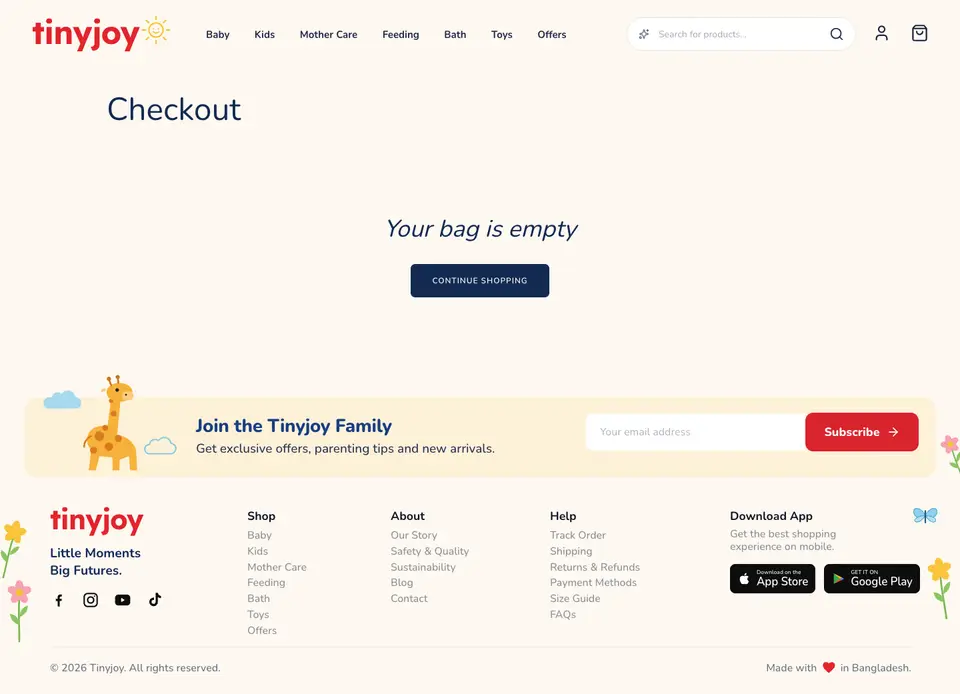 tinyjoy
Baby
Kids
Mother Care
Feeding
Bath
Toys
Offers
Search for products...
Checkout
Your bag is empty
CONTINUE SHOPPING
Join the Tinyjoy Family
Get exclusive offers, parenting tips and new arrivals.
Your email address
Subscribe
tinyjoy
Little Moments
Big Futures.
Shop
Baby
Kids
Mother Care
Feeding
Bath
Toys
Offers
About
Our Story
Safety & Quality
Sustainability
Blog
Contact
Help
Track Order
Shipping
Returns & Refunds
Payment Methods
Size Guide
FAQs
Download App
Get the best shopping
experience on mobile.
Download on the
App Store
GET IT ON
Google Play
© 2026 Tinyjoy. All rights reserved.
Made with ❤ in Bangladesh.